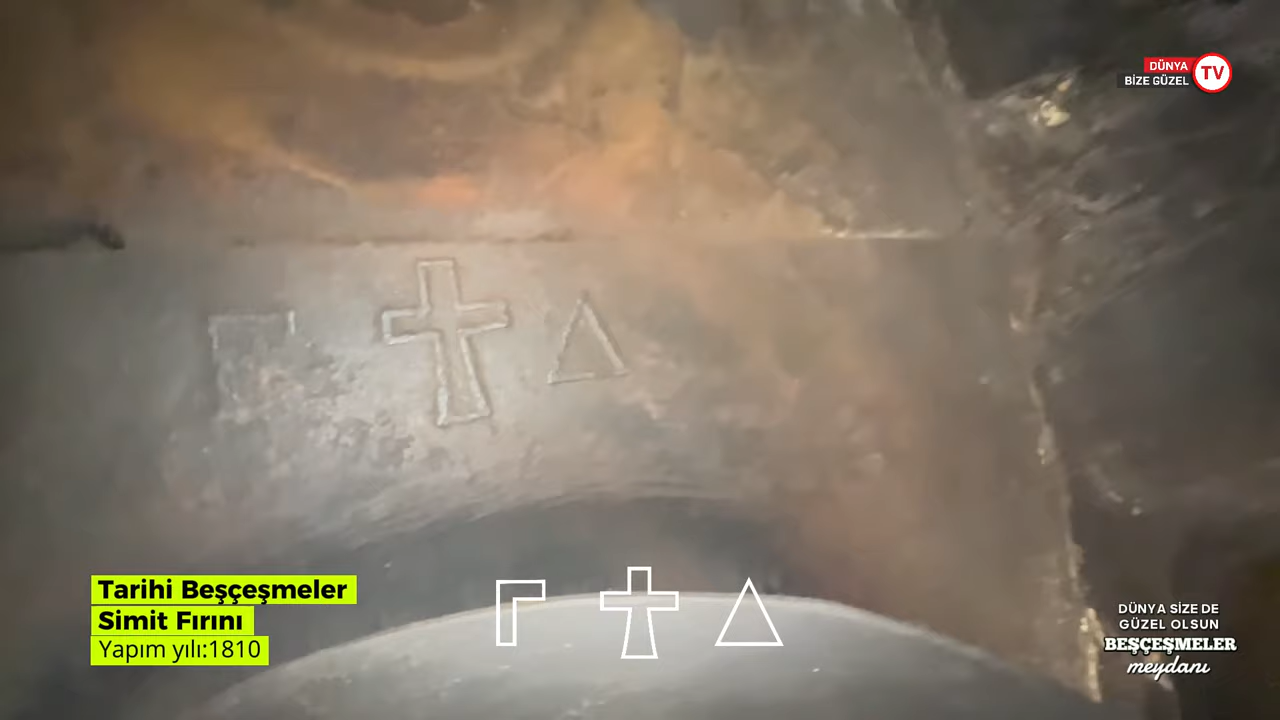 DÜNYA
BİZE GÜZEL
TV
Γ † Δ
Tarihi Beşçeşmeler
Simit Fırını
Yapım yılı:1810
Γ † Δ
DÜNYA SİZE DE
GÜZEL OLSUN
BEŞÇEŞMELER
meydanı